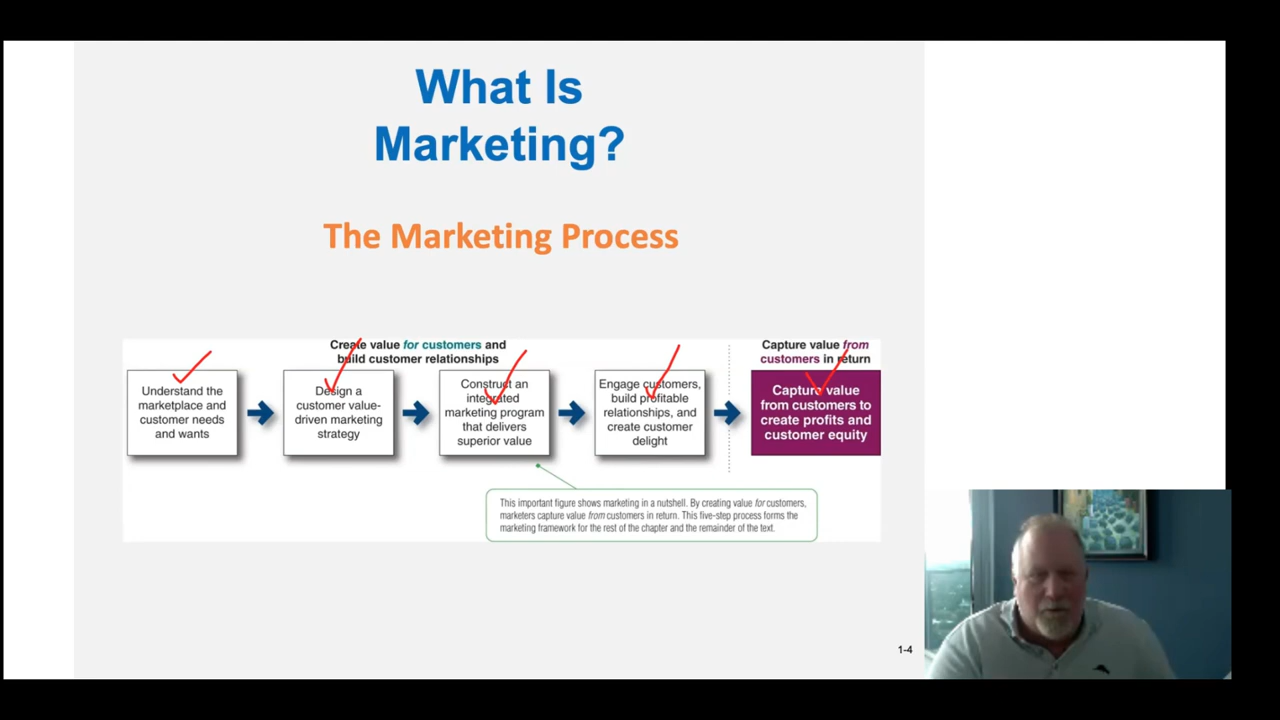 What Is
Marketing?
The Marketing Process
Create value for customers and
build customer relationships
Capture value from
customers in return
Understand the
marketplace and
customer needs
and wants
Design a
customer value-
driven marketing
strategy
Construct an
integrated
marketing program
that delivers
superior value
Engage customers,
build profitable
relationships, and
create customer
delight
Capture value
from customers to
create profits and
customer equity
This important figure shows marketing in a nutshell. By creating value for customers,
marketers capture value from customers in return. This five-step process forms the
marketing framework for the rest of the chapter and the remainder of the text.
1-4